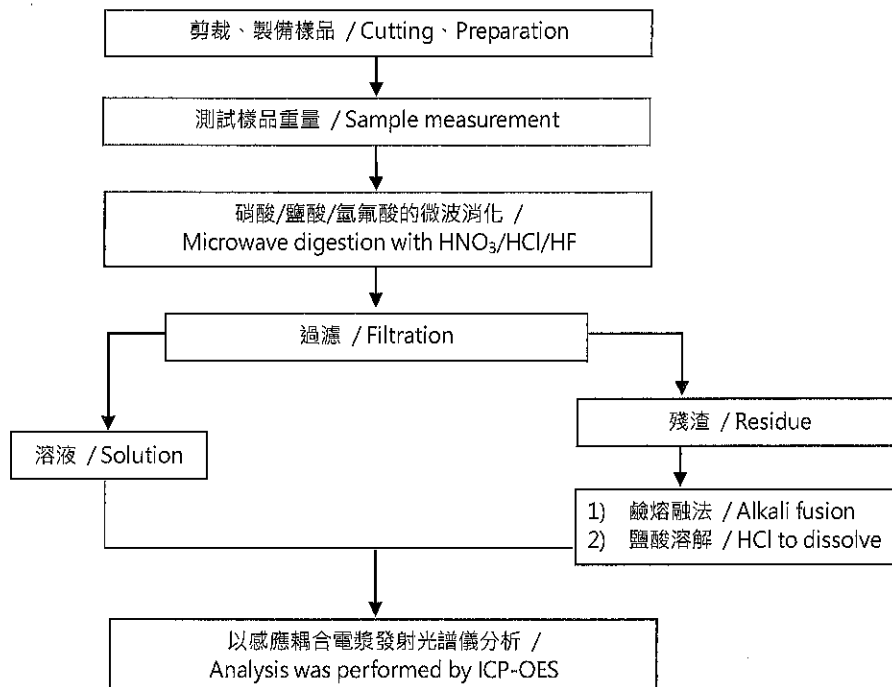 剪裁、製備樣品 / Cutting、Preparation
測試樣品重量 / Sample measurement
硝酸/鹽酸/氫氟酸的微波消化 /
Microwave digestion with HNO₃/HCl/HF
過濾 / Filtration
溶液 / Solution
殘渣 / Residue
1) 鹼熔融法 / Alkali fusion
2) 鹽酸溶解 / HCl to dissolve
以感應耦合電漿發射光譜儀分析 /
Analysis was performed by ICP-OES